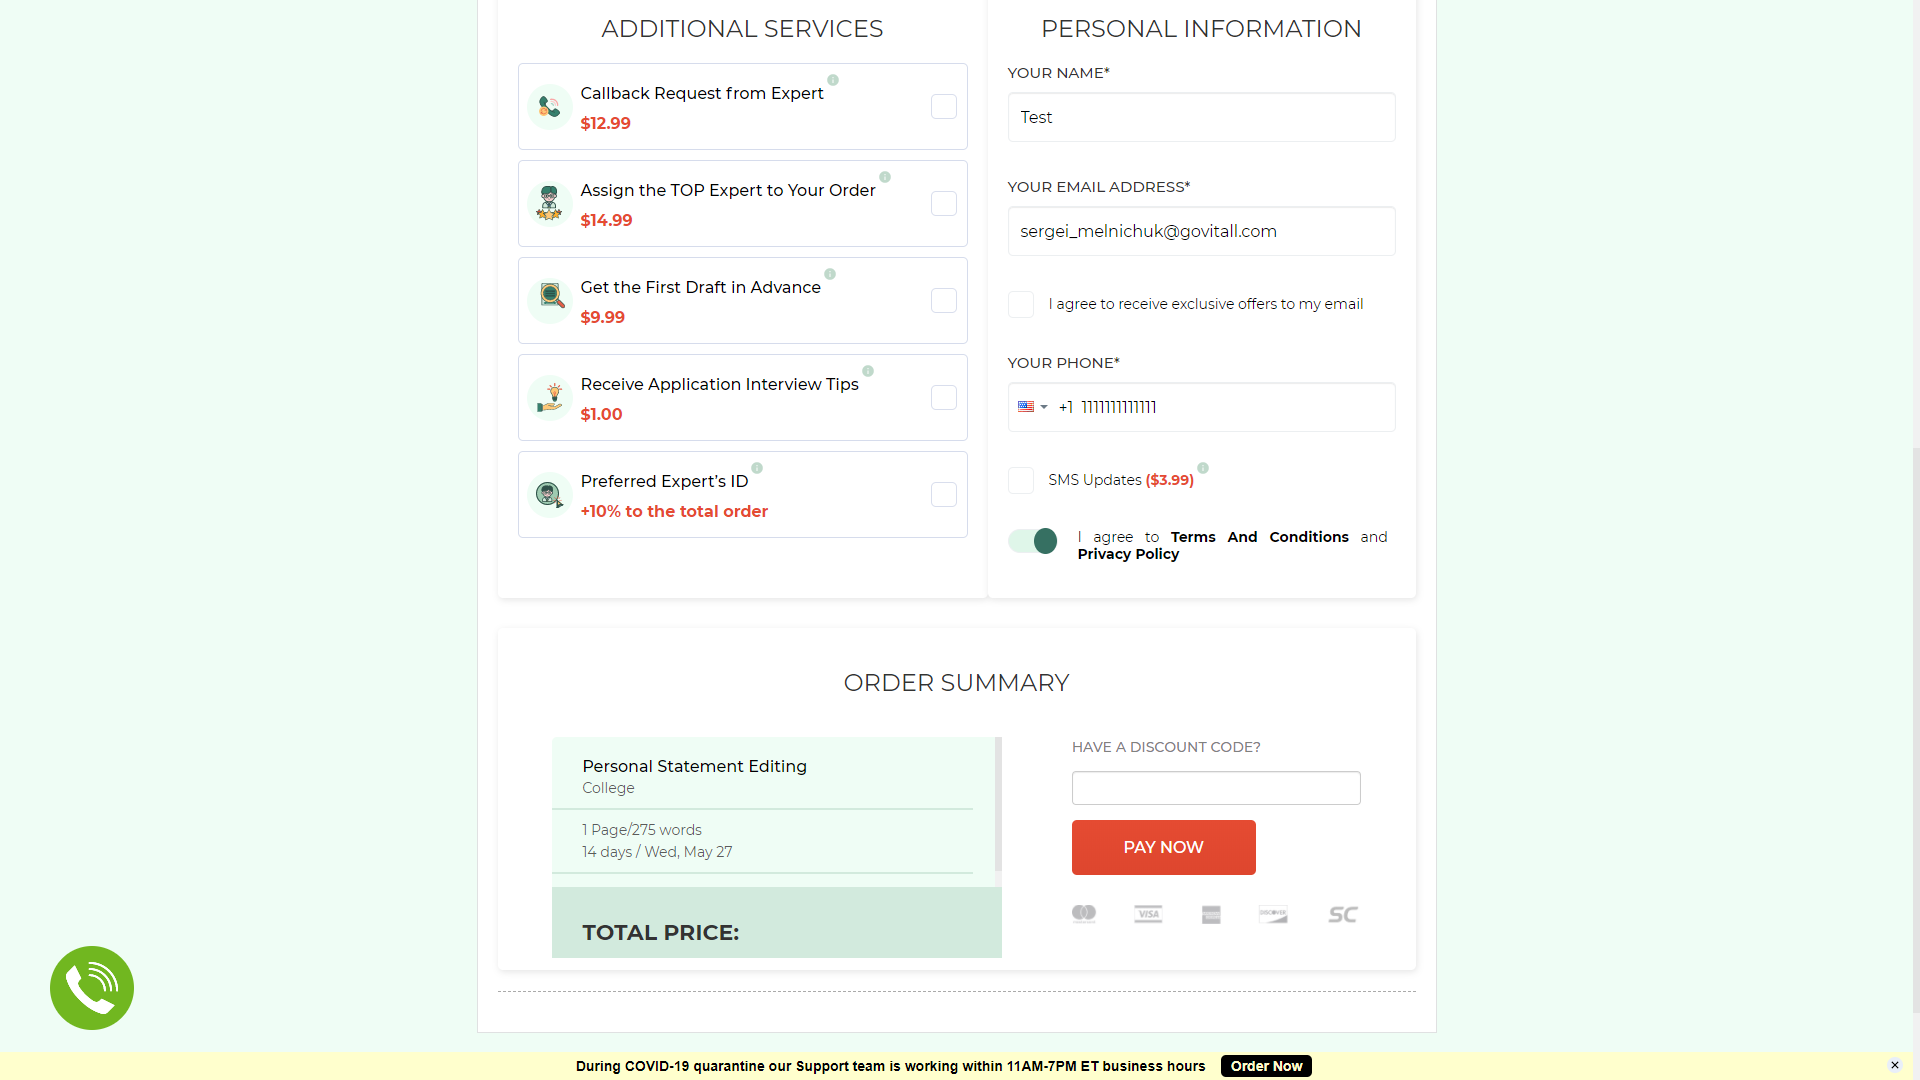 ADDITIONAL SERVICES
Callback Request from Expert
$12.99
Assign the TOP Expert to Your Order
$14.99
Get the First Draft in Advance
$9.99
Receive Application Interview Tips
$1.00
Preferred Expert's ID
+10% to the total order
PERSONAL INFORMATION
YOUR NAME*
Test
YOUR EMAIL ADDRESS*
sergei_melnichuk@govitall.com
I agree to receive exclusive offers to my email
YOUR PHONE*
+1 1111111111111
SMS Updates ($3.99)
I agree to Terms And Conditions and
Privacy Policy
ORDER SUMMARY
Personal Statement Editing
College
1 Page/275 words
14 days / Wed, May 27
TOTAL PRICE:
HAVE A DISCOUNT CODE?
PAY NOW
VISA
DISCOVER
SC
During COVID-19 quarantine our Support team is working within 11AM-7PM ET business hours
Order Now